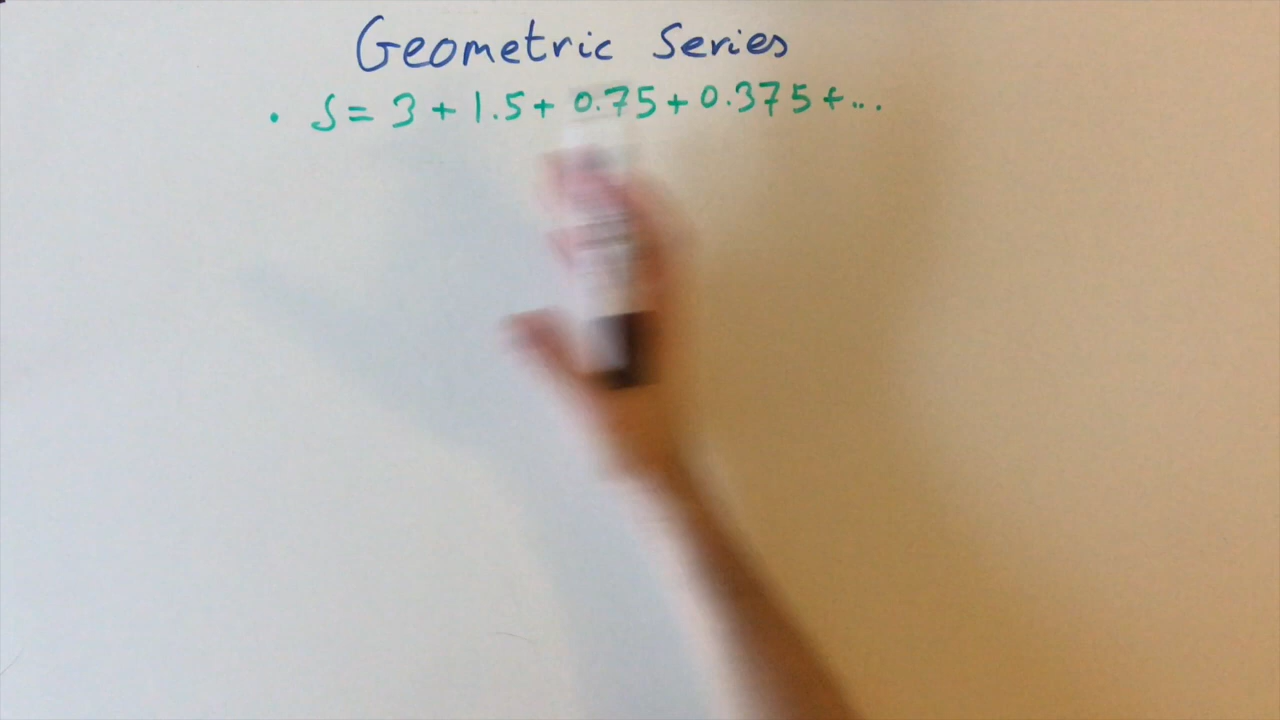 Geometric Series
• S = 3 + 1.5 + 0.75 + 0.375 + ...